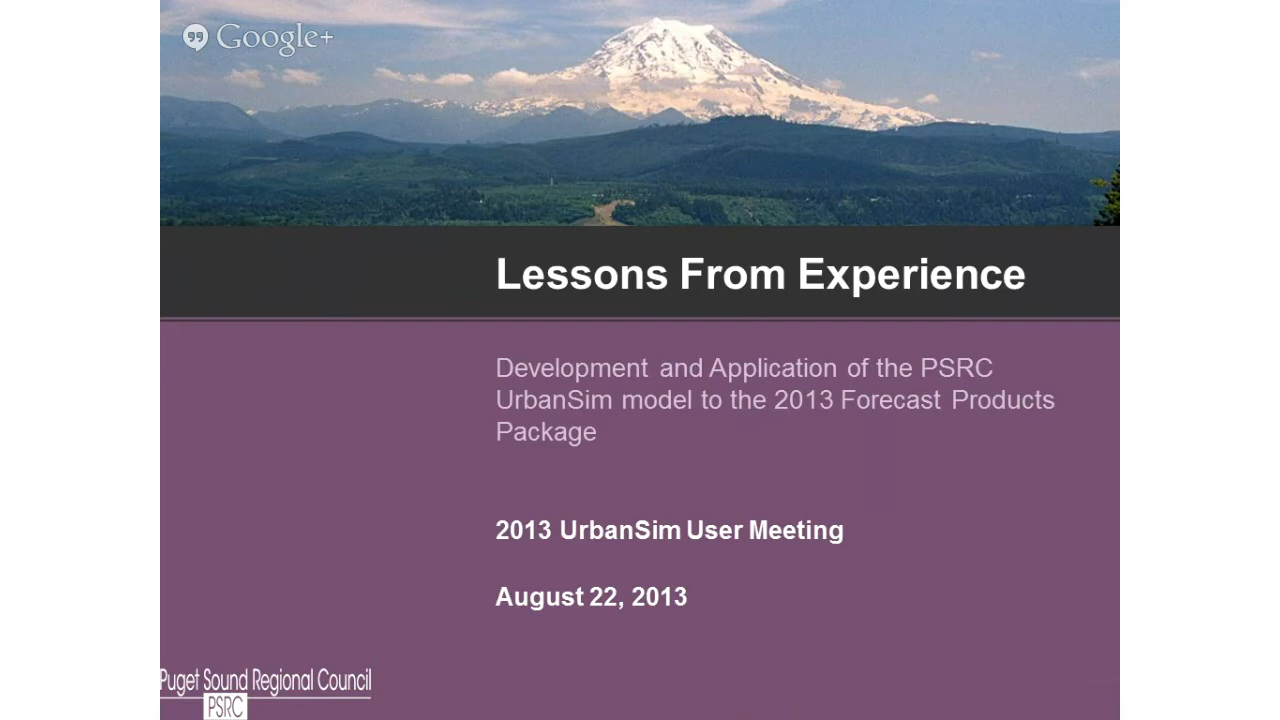 Google+
Lessons From Experience
Development and Application of the PSRC
UrbanSim model to the 2013 Forecast Products
Package
2013 UrbanSim User Meeting
August 22, 2013
Puget Sound Regional Council
PSRC